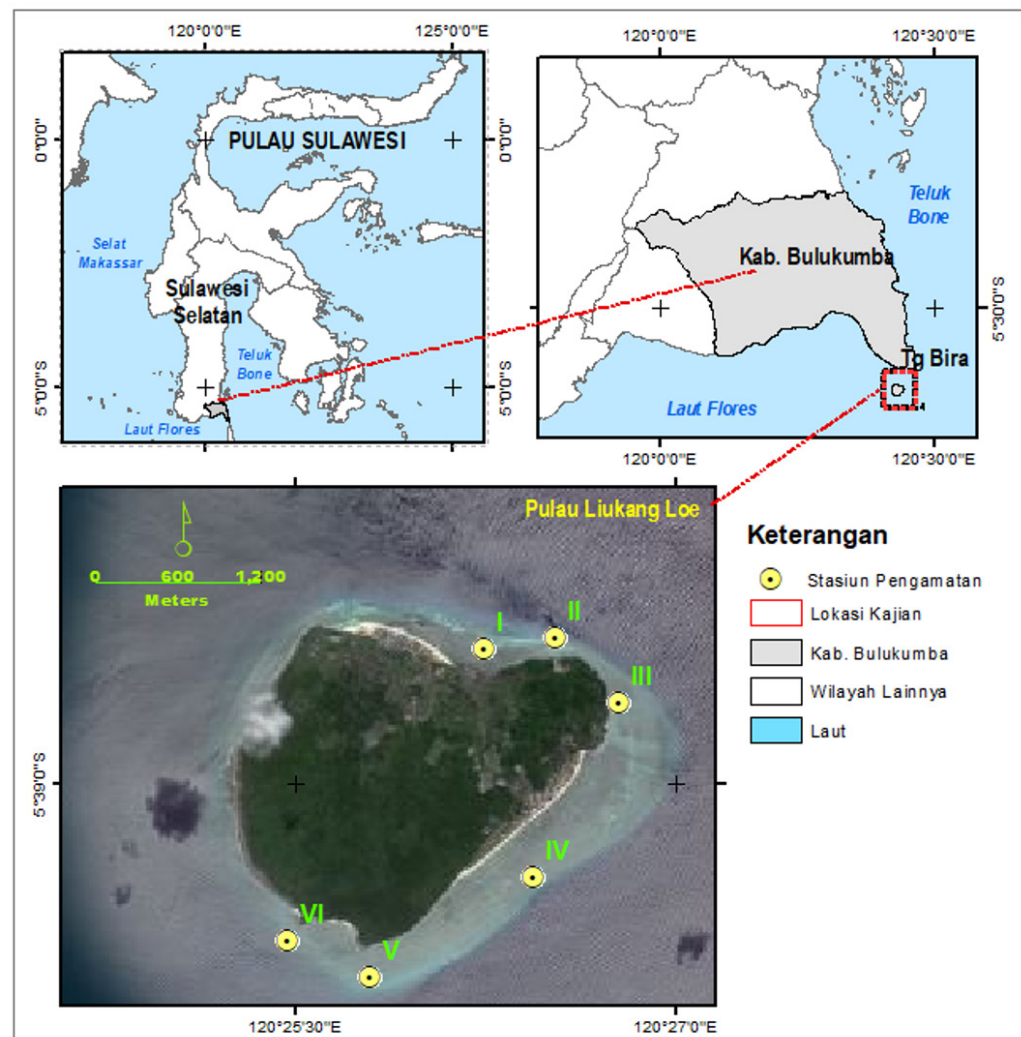 120°0'0"E
125°0'0"E
0°0'0"
5°0'0"S
PULAU SULAWESI
Selat
Makassar
Sulawesi
Selatan
Teluk
Bone
Laut Flores
0°0'0"
5°0'0"S
120°0'0"E
120°30'0"E
Teluk
Bone
Kab. Bulukumba
5°30'0"S
Tg Bira
Laut Flores
120°0'0"E
120°30'0"E
Pulau Liukang Loe
0 600 1,200
Meters
I
II
III
IV
V
VI
5°39'0"S
120°25'30"E
120°27'0"E
Keterangan
Stasiun Pengamatan
Lokasi Kajian
Kab. Bulukumba
Wilayah Lainnya
Laut